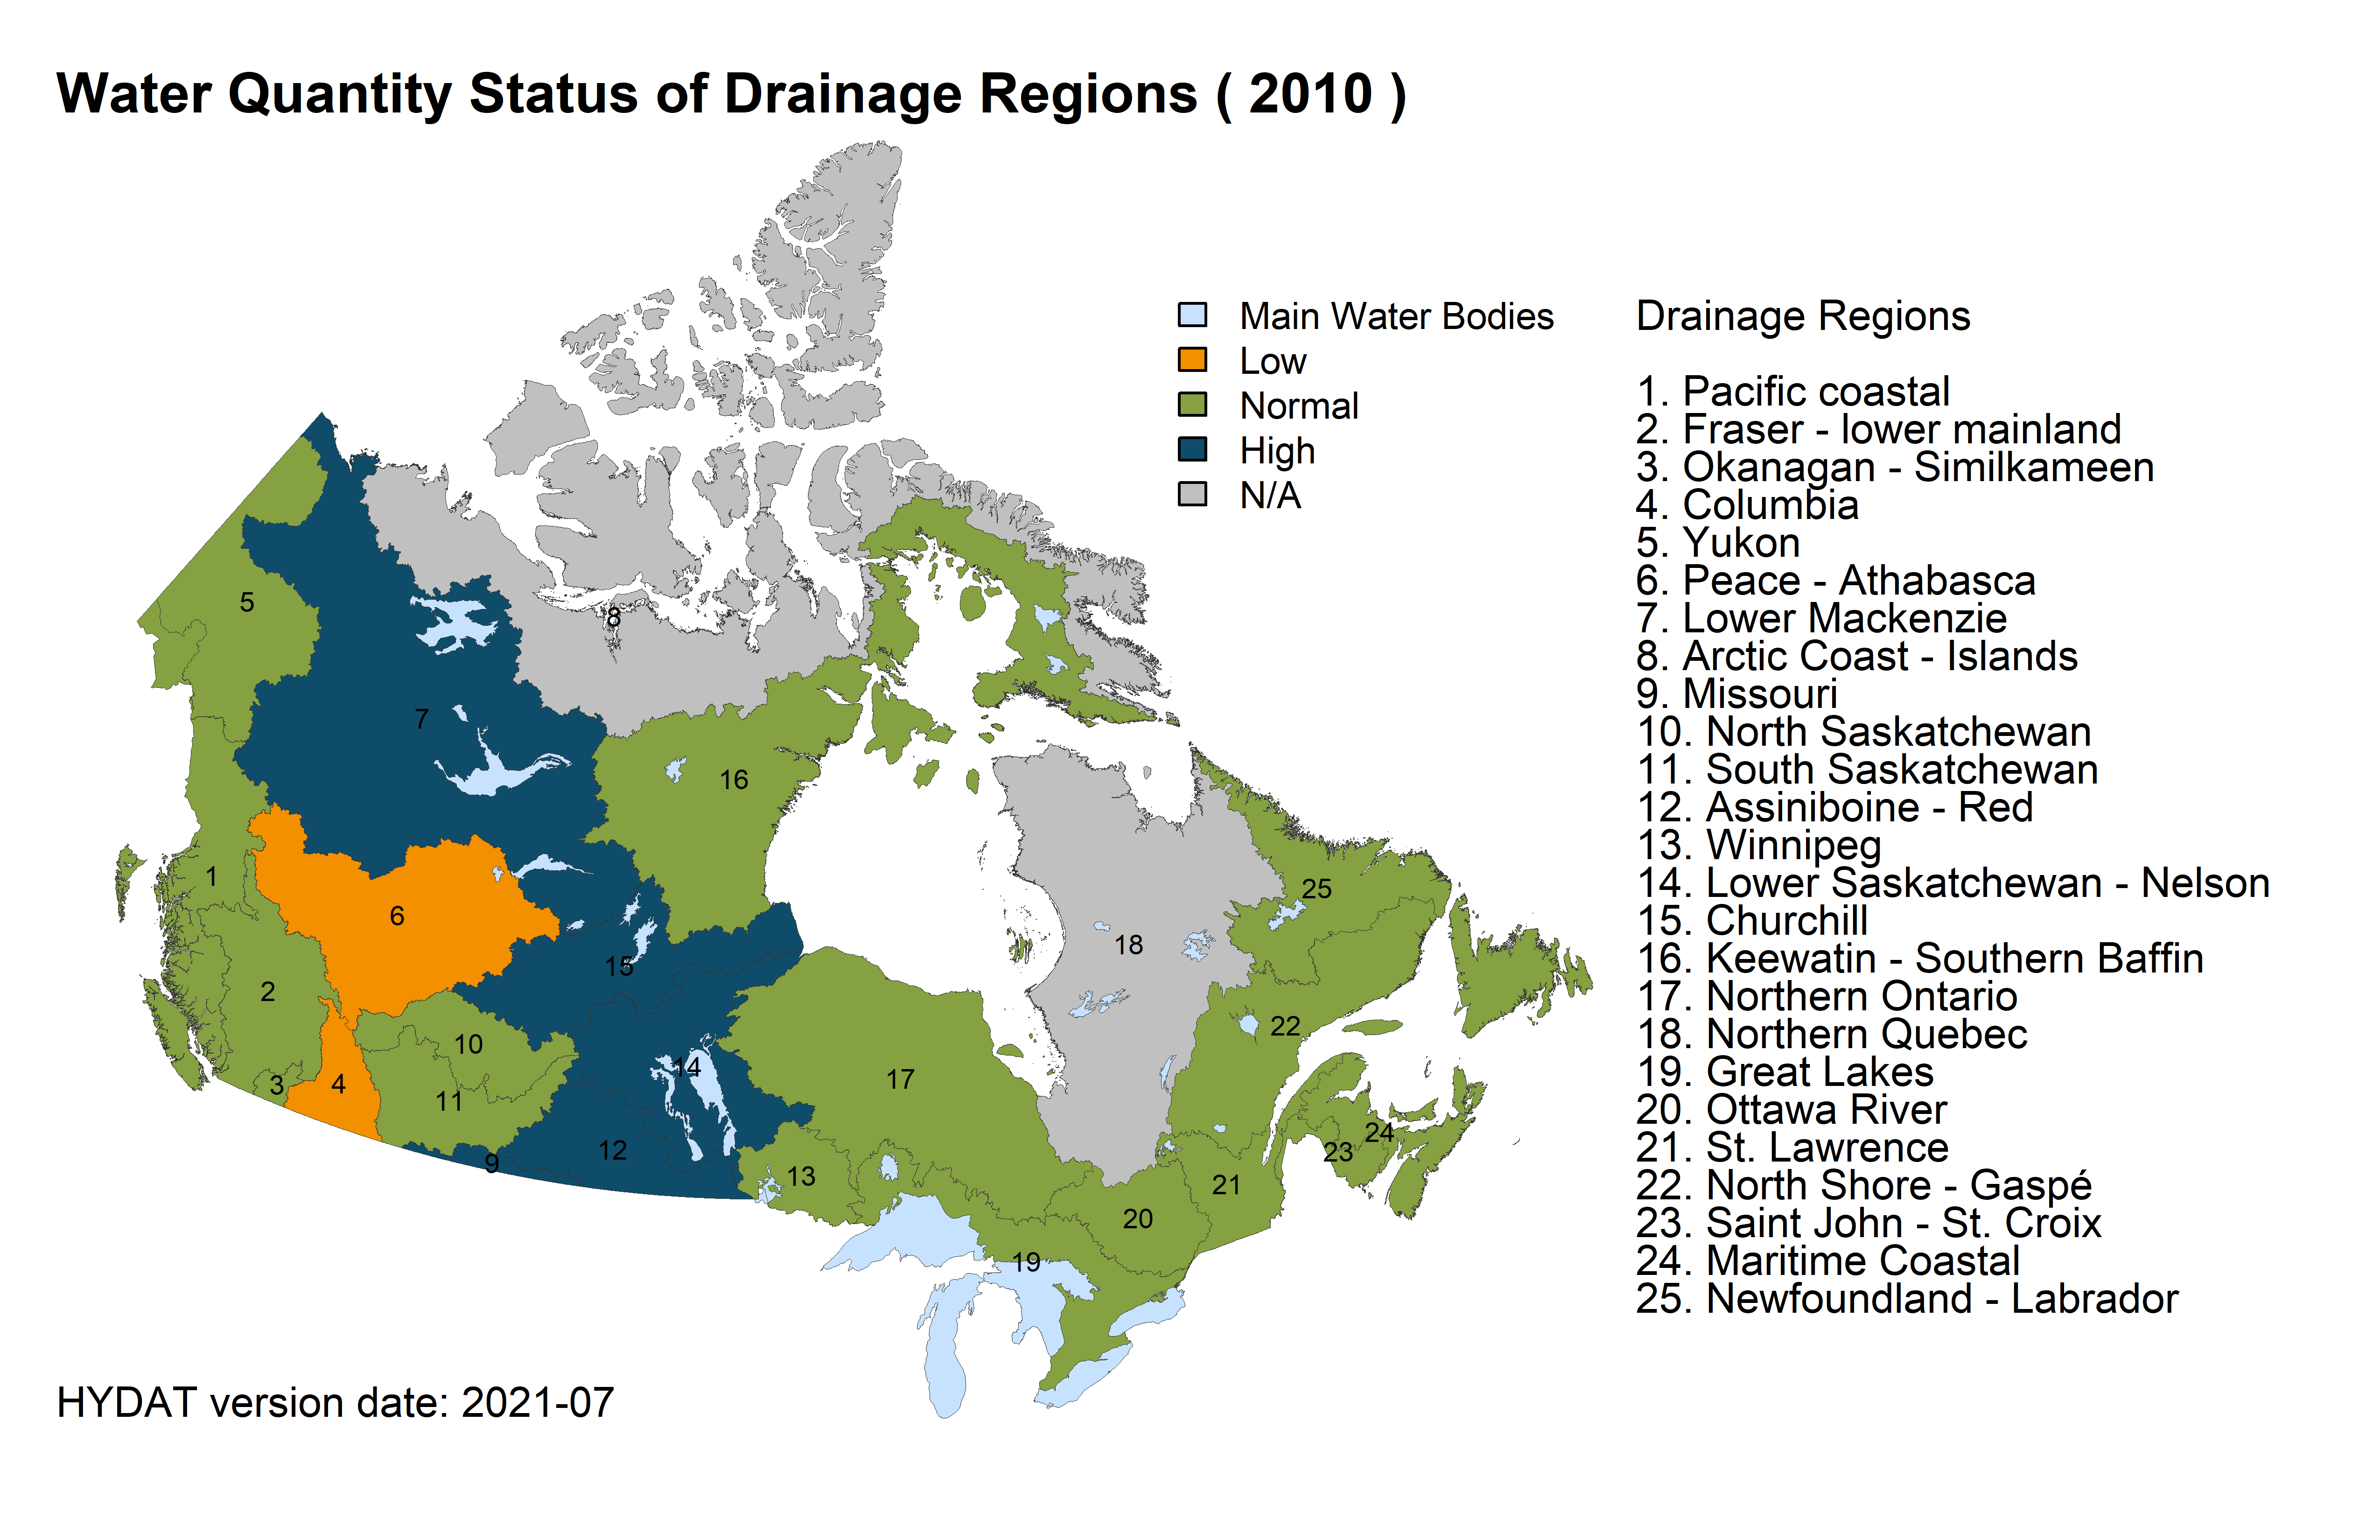 Water Quantity Status of Drainage Regions ( 2010 )
Main Water Bodies
Low
Normal
High
N/A
Drainage Regions
1. Pacific coastal
2. Fraser - lower mainland
3. Okanagan - Similkameen
4. Columbia
5. Yukon
6. Peace - Athabasca
7. Lower Mackenzie
8. Arctic Coast - Islands
9. Missouri
10. North Saskatchewan
11. South Saskatchewan
12. Assiniboine - Red
13. Winnipeg
14. Lower Saskatchewan - Nelson
15. Churchill
16. Keewatin - Southern Baffin
17. Northern Ontario
18. Northern Quebec
19. Great Lakes
20. Ottawa River
21. St. Lawrence
22. North Shore - Gaspé
23. Saint John - St. Croix
24. Maritime Coastal
25. Newfoundland - Labrador
5
8
7
16
1
6
25
18
15
2
22
10
14
3
4
17
11
24
12
23
9
13
21
20
19
HYDAT version date: 2021-07